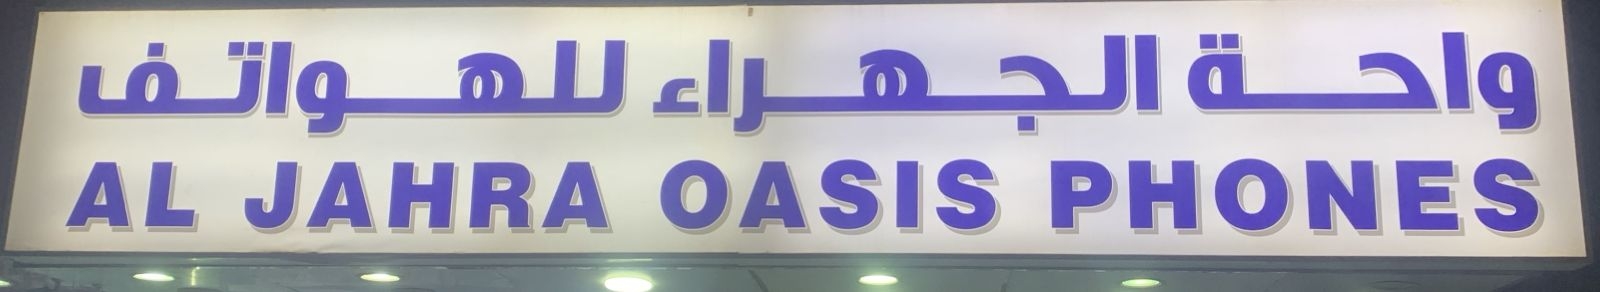 واحة الجهراء للهواتف
AL JAHRA OASIS PHONES